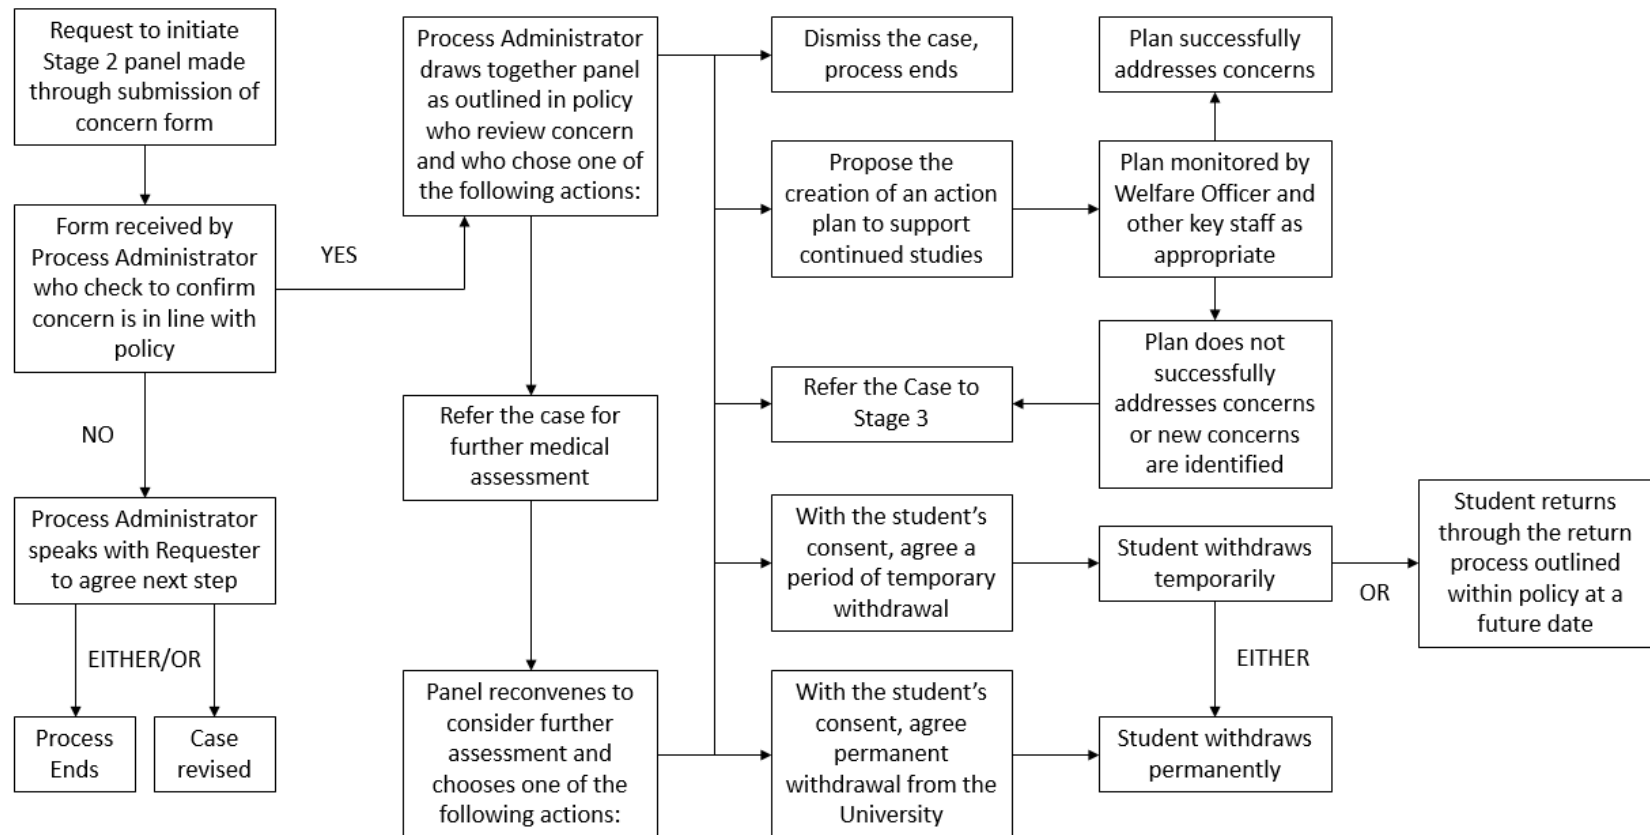 Request to initiate
Stage 2 panel made
through submission of
concern form
Form received by
Process Administrator
who check to confirm
concern is in line with
policy
YES
NO
Process Administrator
speaks with Requester
to agree next step
EITHER/OR
Process
Ends
Case
revised
Process Administrator
draws together panel
as outlined in policy
who review concern
and who chose one of
the following actions:
Refer the case for
further medical
assessment
Panel reconvenes to
consider further
assessment and
chooses one of the
following actions:
Dismiss the case,
process ends
Propose the
creation of an action
plan to support
continued studies
Refer the Case to
Stage 3
With the student’s
consent, agree a
period of temporary
withdrawal
With the student’s
consent, agree
permanent
withdrawal from the
University
Plan successfully
addresses concerns
Plan monitored by
Welfare Officer and
other key staff as
appropriate
Plan does not
successfully
addresses concerns
or new concerns
are identified
Student withdraws
temporarily
OR
EITHER
Student withdraws
permanently
Student returns
through the return
process outlined
within policy at a
future date